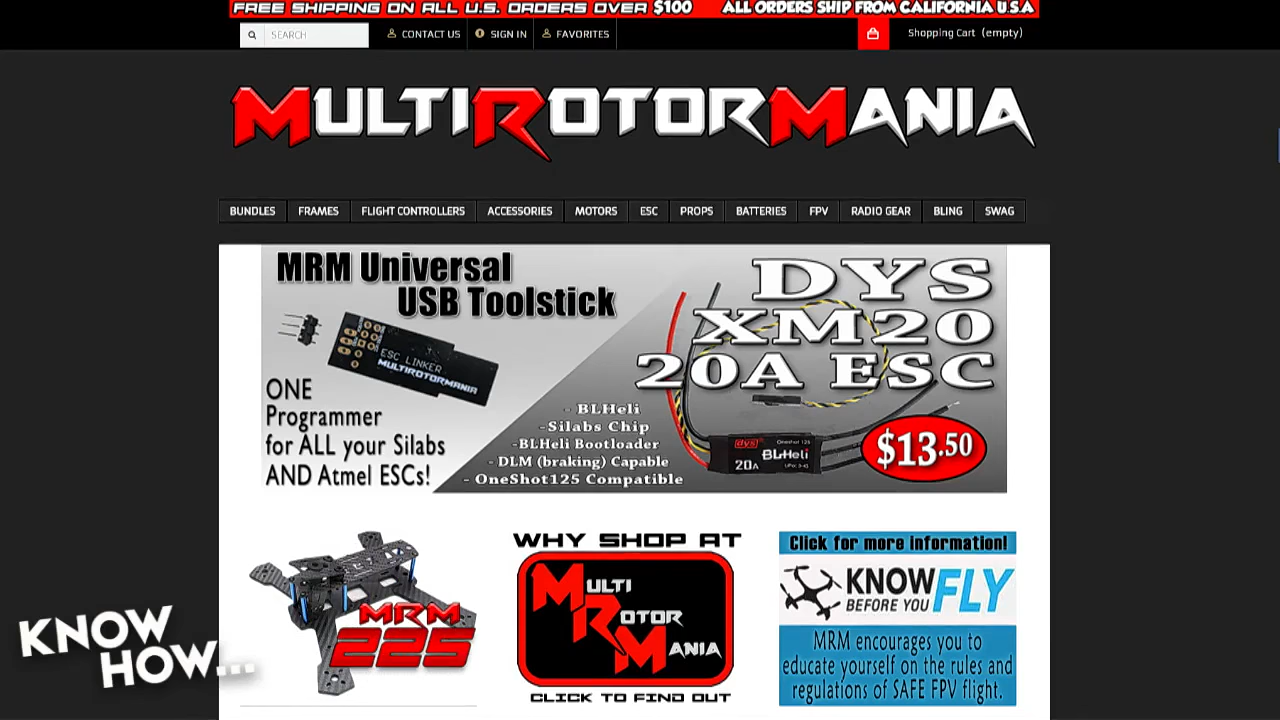 FREE SHIPPING ON ALL U.S. ORDERS OVER $100 ALL ORDERS SHIP FROM CALIFORNIA U.S.A
SEARCH CONTACT US SIGN IN FAVORITES Shopping Cart (empty)
MULTIROTORMANIA
BUNDLES FRAMES FLIGHT CONTROLLERS ACCESSORIES MOTORS ESC PROPS BATTERIES FPV RADIO GEAR BLING SWAG
MRM Universal
USB Toolstick
ESC LINKER
MULTIROTORMANIA
ONE
Programmer
for ALL your Silabs
AND Atmel ESCs!
DYS
XM20
20A ESC
- BLHeli
-Silabs Chip
-BLHeli Bootloader
- DLM (braking) Capable
- OneShot125 Compatible
dys Oneshot 125
BLHeli
20A
$13.50
MRM
225
WHY SHOP AT
MULTI
ROTOR
MANIA
CLICK TO FIND OUT
Click for more information!
KNOW
BEFORE YOU
FLY
MRM encourages you to
educate yourself on the rules and
regulations of SAFE FPV flight.
KNOW
HOW...